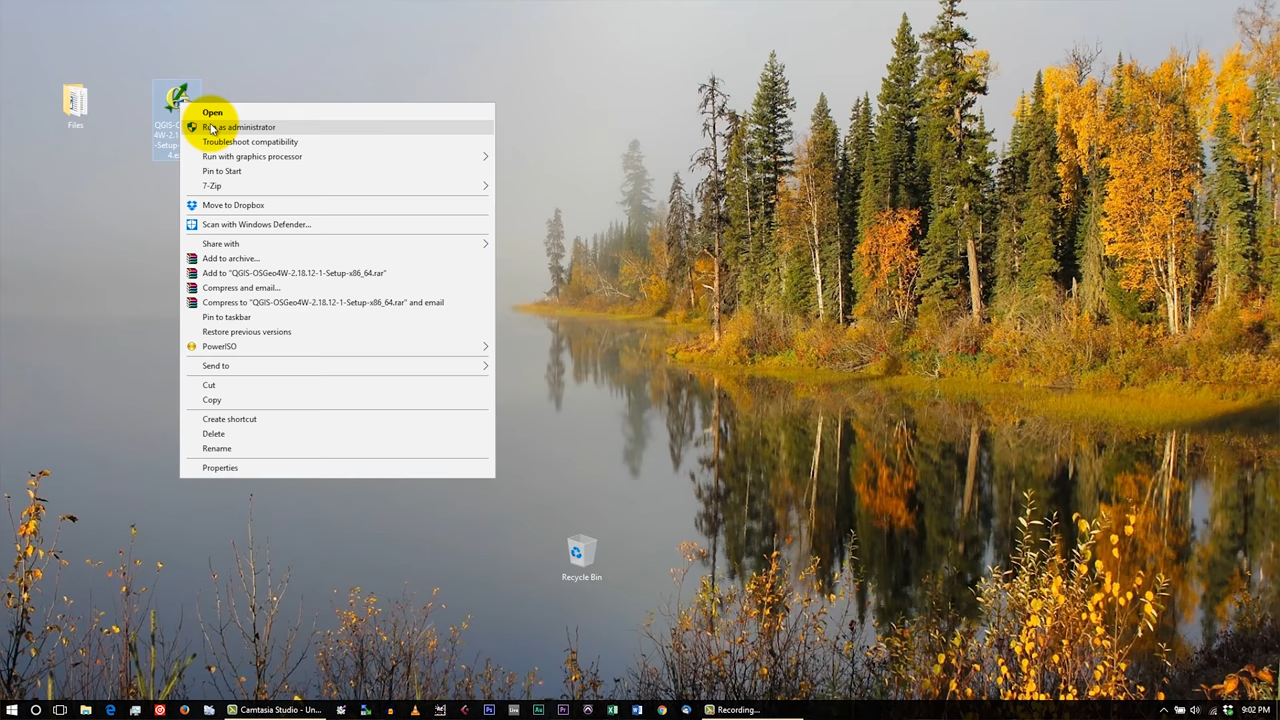 Files
QGIS-O
4W-2.1
-Setup-
4.e
Open
Run as administrator
Troubleshoot compatibility
Run with graphics processor
Pin to Start
7-Zip
Move to Dropbox
Scan with Windows Defender...
Share with
Add to archive...
Add to "QGIS-OSGeo4W-2.18.12-1-Setup-x86_64.rar"
Compress and email...
Compress to "QGIS-OSGeo4W-2.18.12-1-Setup-x86_64.rar" and email
Pin to taskbar
Restore previous versions
PowerISO
Send to
Cut
Copy
Create shortcut
Delete
Rename
Properties
Recycle Bin
Camtasia Studio - Un...
Recording...
9:02 PM